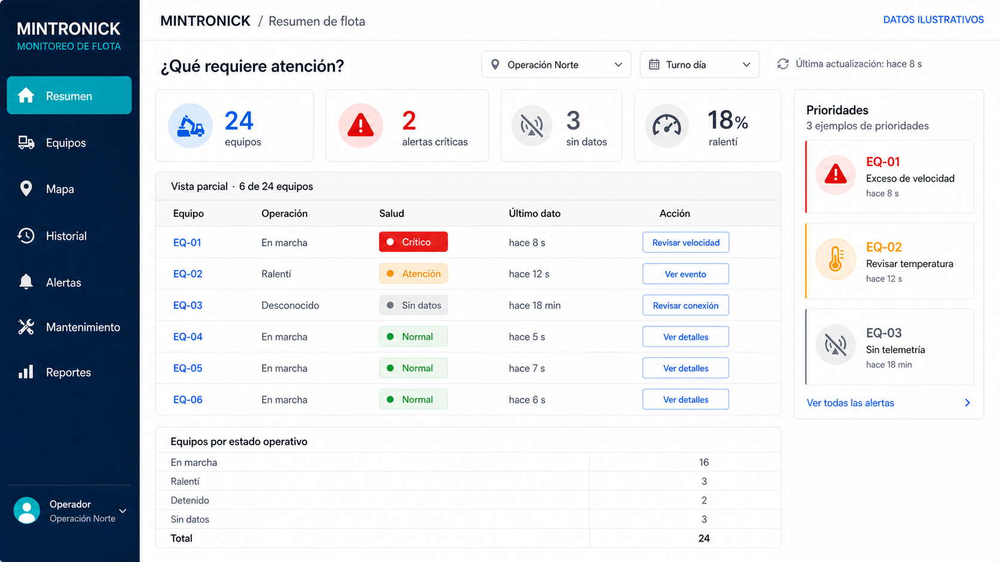 MINTRONICK
MONITOREO DE FLOTA
Resumen
Equipos
Mapa
Historial
Alertas
Mantenimiento
Reportes
Operador
Operación Norte
MINTRONICK / Resumen de flota
DATOS ILUSTRATIVOS
¿Qué requiere atención?
Operación Norte
Turno día
Última actualización: hace 8 s
24
equipos
2
alertas críticas
3
sin datos
18%
ralentí
Vista parcial · 6 de 24 equipos
Equipo Operación Salud Último dato Acción
EQ-01 En marcha Crítico hace 8 s Revisar velocidad
EQ-02 Ralentí Atención hace 12 s Ver evento
EQ-03 Desconocido Sin datos hace 18 min Revisar conexión
EQ-04 En marcha Normal hace 5 s Ver detalles
EQ-05 En marcha Normal hace 7 s Ver detalles
EQ-06 En marcha Normal hace 6 s Ver detalles
Equipos por estado operativo
En marcha 16
Ralentí 3
Detenido 2
Sin datos 3
Total 24
Prioridades
3 ejemplos de prioridades
EQ-01
Exceso de velocidad
hace 8 s
EQ-02
Revisar temperatura
hace 12 s
EQ-03
Sin telemetría
hace 18 min
Ver todas las alertas